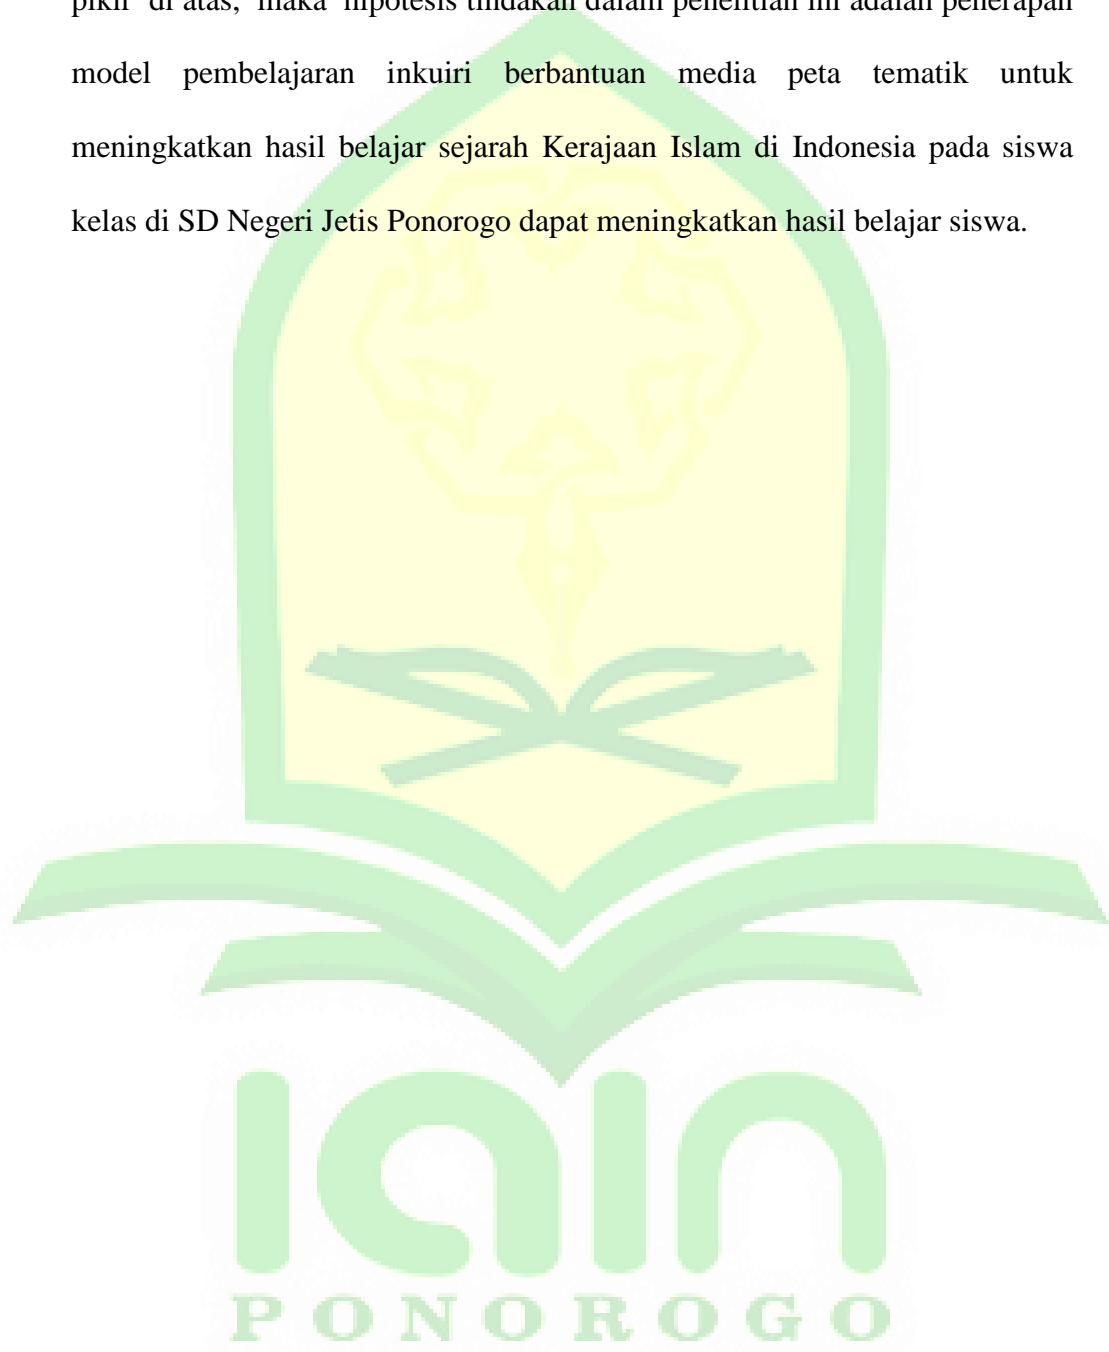 pikir di atas, maka hipotesis tindakan dalam penelitian ini adalah penerapan
model pembelajaran inkuiri berbantuan media peta tematik untuk
meningkatkan hasil belajar sejarah Kerajaan Islam di Indonesia pada siswa
kelas di SD Negeri Jetis Ponorogo dapat meningkatkan hasil belajar siswa.
iain
PONOROGO